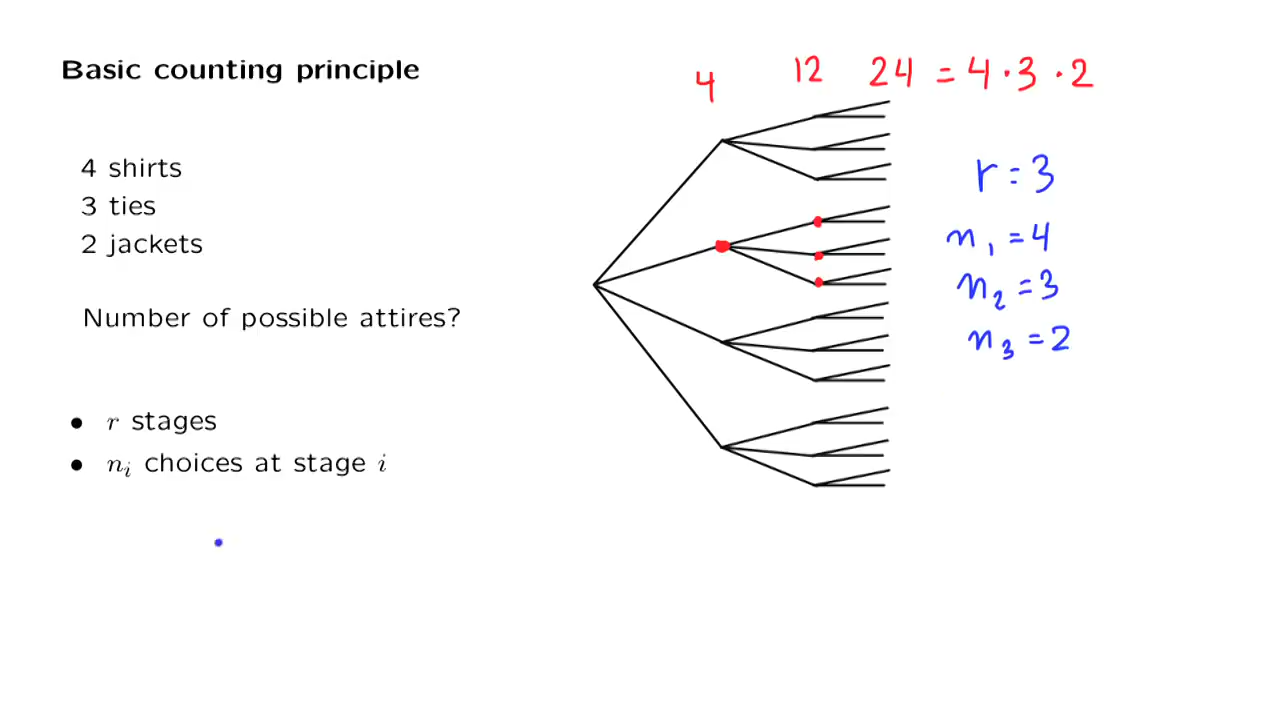 Basic counting principle
4 12 24 = 4 · 3 · 2
4 shirts
3 ties
2 jackets
Number of possible attires?
• r stages
• nᵢ choices at stage i
r = 3
n₁ = 4
n₂ = 3
n₃ = 2